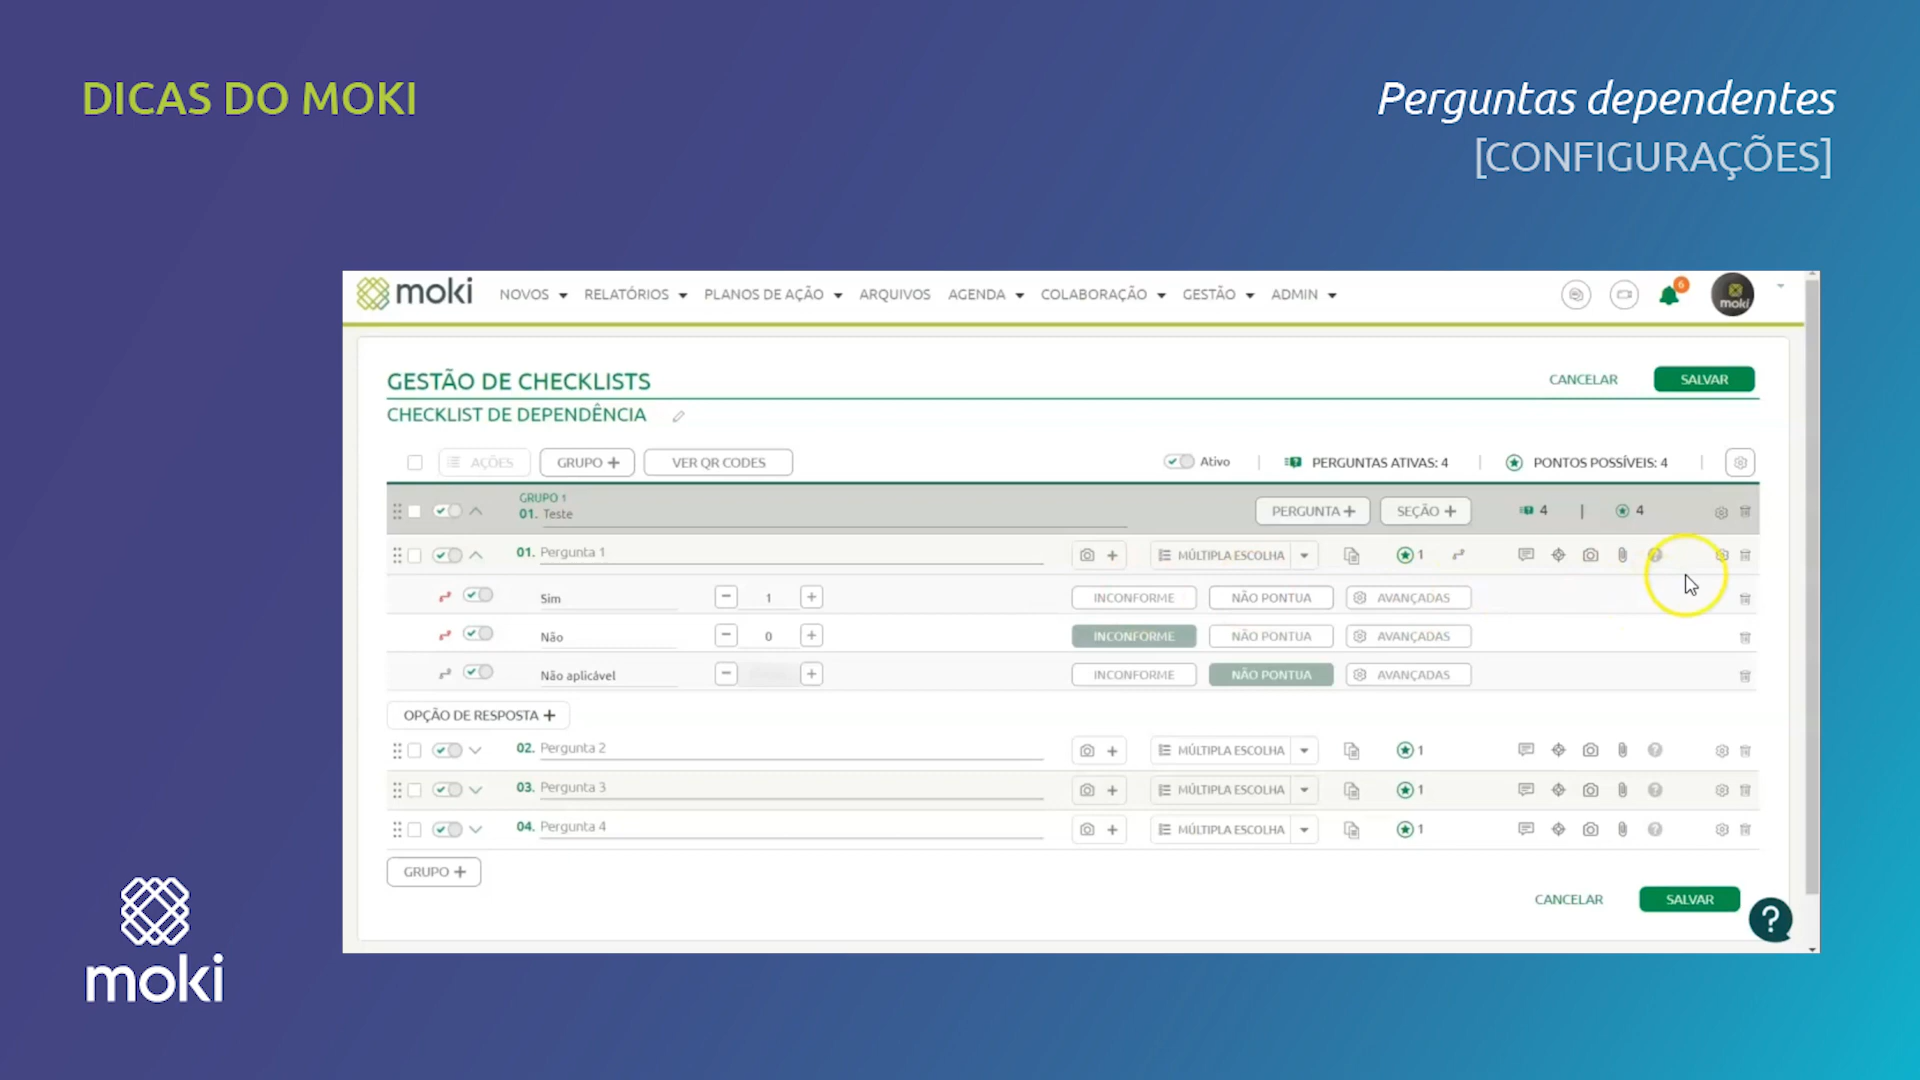 DICAS DO MOKI
Perguntas dependentes
[CONFIGURAÇÕES]
moki NOVOS RELATÓRIOS PLANOS DE AÇÃO ARQUIVOS AGENDA COLABORAÇÃO GESTÃO ADMIN 6 moki
GESTÃO DE CHECKLISTS CANCELAR SALVAR
CHECKLIST DE DEPENDÊNCIA
AÇÕES GRUPO + VER QR CODES Ativo | PERGUNTAS ATIVAS: 4 | PONTOS POSSÍVEIS: 4 |
GRUPO 1
01. Teste PERGUNTA + SEÇÃO + 4 | 4
01. Pergunta 1 + MÚLTIPLA ESCOLHA 1
Sim − 1 + INCONFORME NÃO PONTUA AVANÇADAS
Não − 0 + INCONFORME NÃO PONTUA AVANÇADAS
Não aplicável − + INCONFORME NÃO PONTUA AVANÇADAS
OPÇÃO DE RESPOSTA +
02. Pergunta 2 + MÚLTIPLA ESCOLHA 1
03. Pergunta 3 + MÚLTIPLA ESCOLHA 1
04. Pergunta 4 + MÚLTIPLA ESCOLHA 1
GRUPO +
CANCELAR SALVAR
?
moki